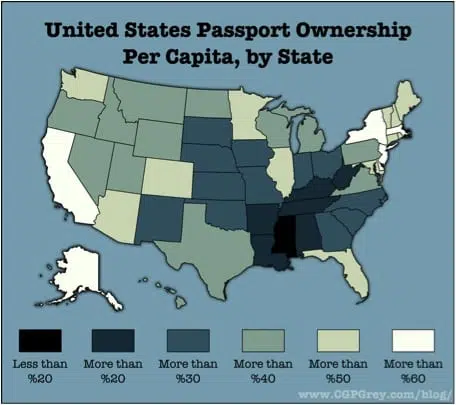 United States Passport Ownership
Per Capita, by State
Less than
%20
More than
%20
More than
%30
More than
%40
More than
%50
More than
%60
www.CGPGrey.com/blog/